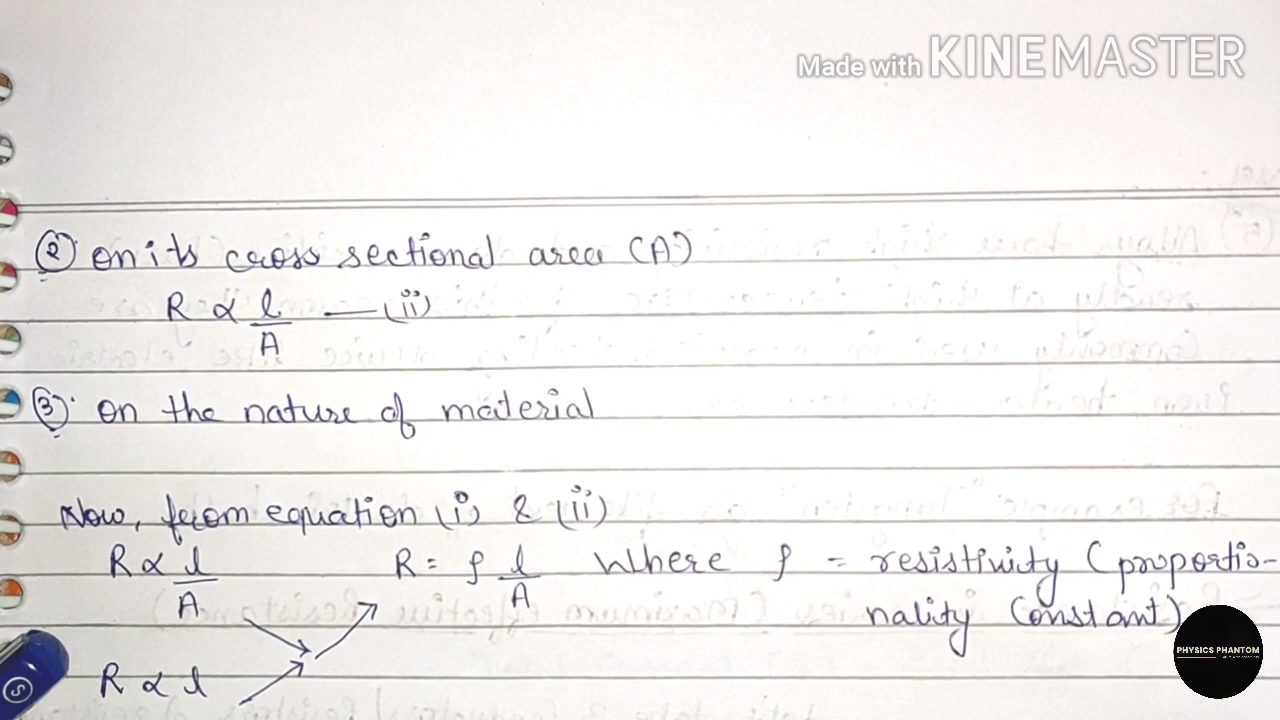 Made with KINEMASTER
② on its cross sectional area (A)
R ∝ l/A — (ii)
③ on the nature of material
Now, from equation (i) & (ii)
R ∝ l/A R = ρ l/A Where ρ = resistivity (proportio-
nality Constant)
R ∝ l
PHYSICS PHANTOM